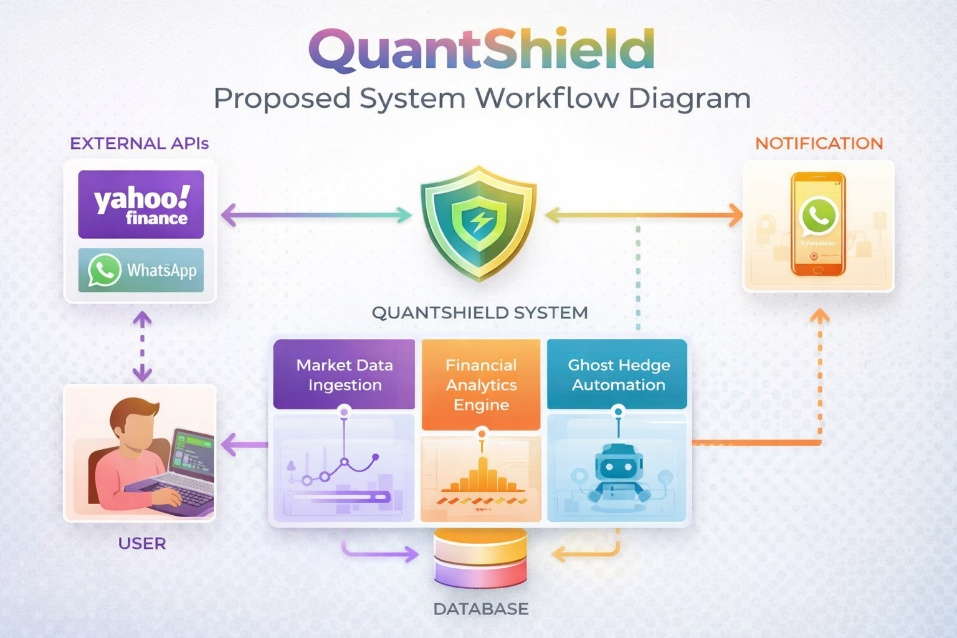 QuantShield
Proposed System Workflow Diagram
EXTERNAL APIs
NOTIFICATION
yahoo!
finance
WhatsApp
QUANTSHIELD SYSTEM
Market Data
Ingestion
Financial
Analytics
Engine
Ghost Hedge
Automation
USER
DATABASE